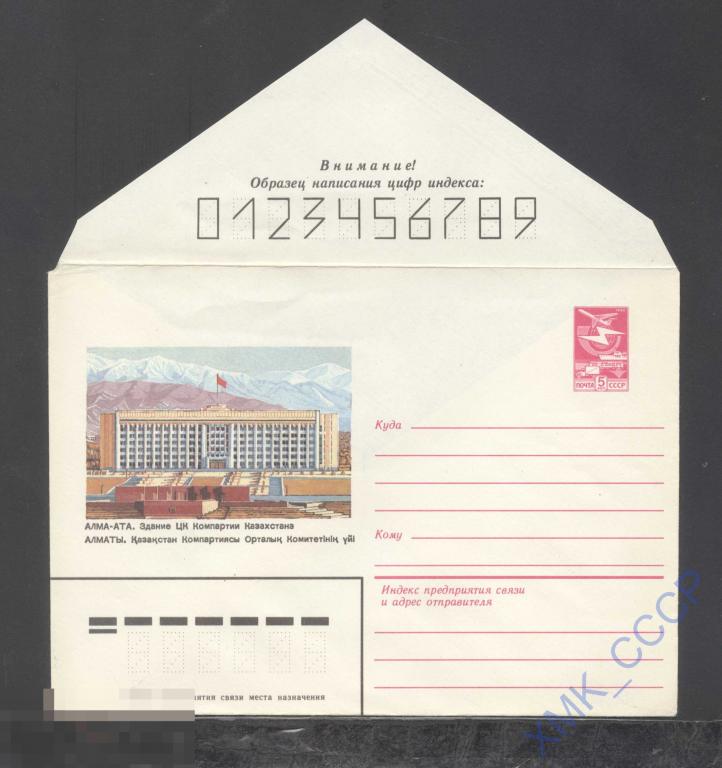 Внимание!
Образец написания цифр индекса:
0123456789
ПОЧТА 5 СССР
Куда
АЛМА-АТА. Здание ЦК Компартии Казахстана
АЛМАТЫ. Қазақстан Компартиясы Орталық Комитетінің үйі
Кому
Индекс предприятия связи
и адрес отправителя
связи места назначения
ХМК_СССР